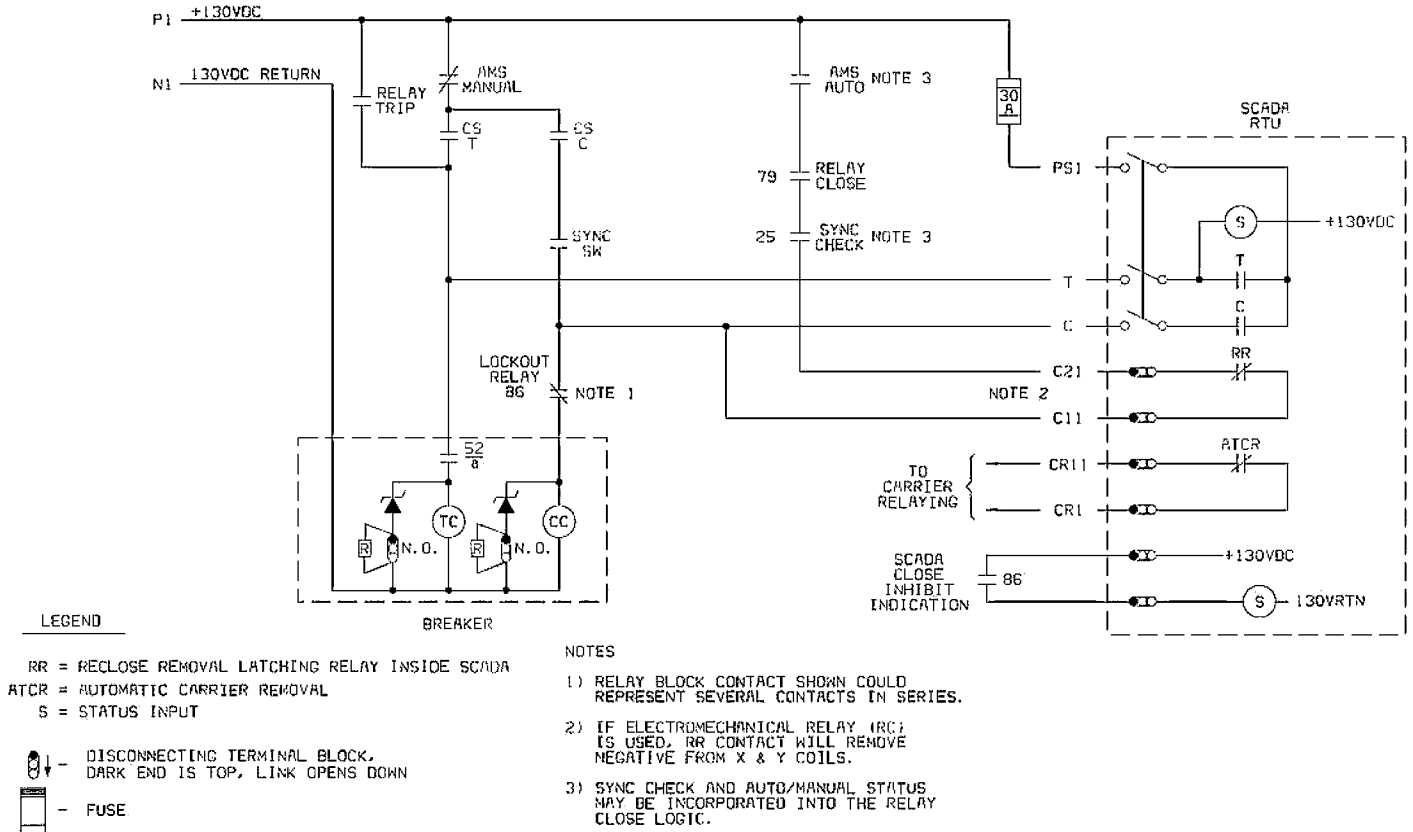 P1 +130VDC
N1 130VDC RETURN
RELAY
TRIP
AMS
MANUAL
CS
T
CS
C
SYNC
SW
AMS
AUTO
NOTE 3
79
RELAY
CLOSE
25
SYNC
CHECK
NOTE 3
30
A
SCADA
RTU
PS1
S
+130VDC
T
T
C
C
RR
C21
NOTE 2
C11
ATCR
CR11
TO
CARRIER
RELAYING
CR1
SCADA
CLOSE
INHIBIT
INDICATION
86
+130VDC
S
130VRTN
LOCKOUT
RELAY
86
NOTE 1
52
a
TC
CC
R
N.O.
R
N.O.
BREAKER
LEGEND
RR = RECLOSE REMOVAL LATCHING RELAY INSIDE SCADA
ATCR = AUTOMATIC CARRIER REMOVAL
S = STATUS INPUT
- DISCONNECTING TERMINAL BLOCK,
DARK END IS TOP, LINK OPENS DOWN
- FUSE
NOTES
1) RELAY BLOCK CONTACT SHOWN COULD
REPRESENT SEVERAL CONTACTS IN SERIES.
2) IF ELECTROMECHANICAL RELAY (RC)
IS USED, RR CONTACT WILL REMOVE
NEGATIVE FROM X & Y COILS.
3) SYNC CHECK AND AUTO/MANUAL STATUS
MAY BE INCORPORATED INTO THE RELAY
CLOSE LOGIC.